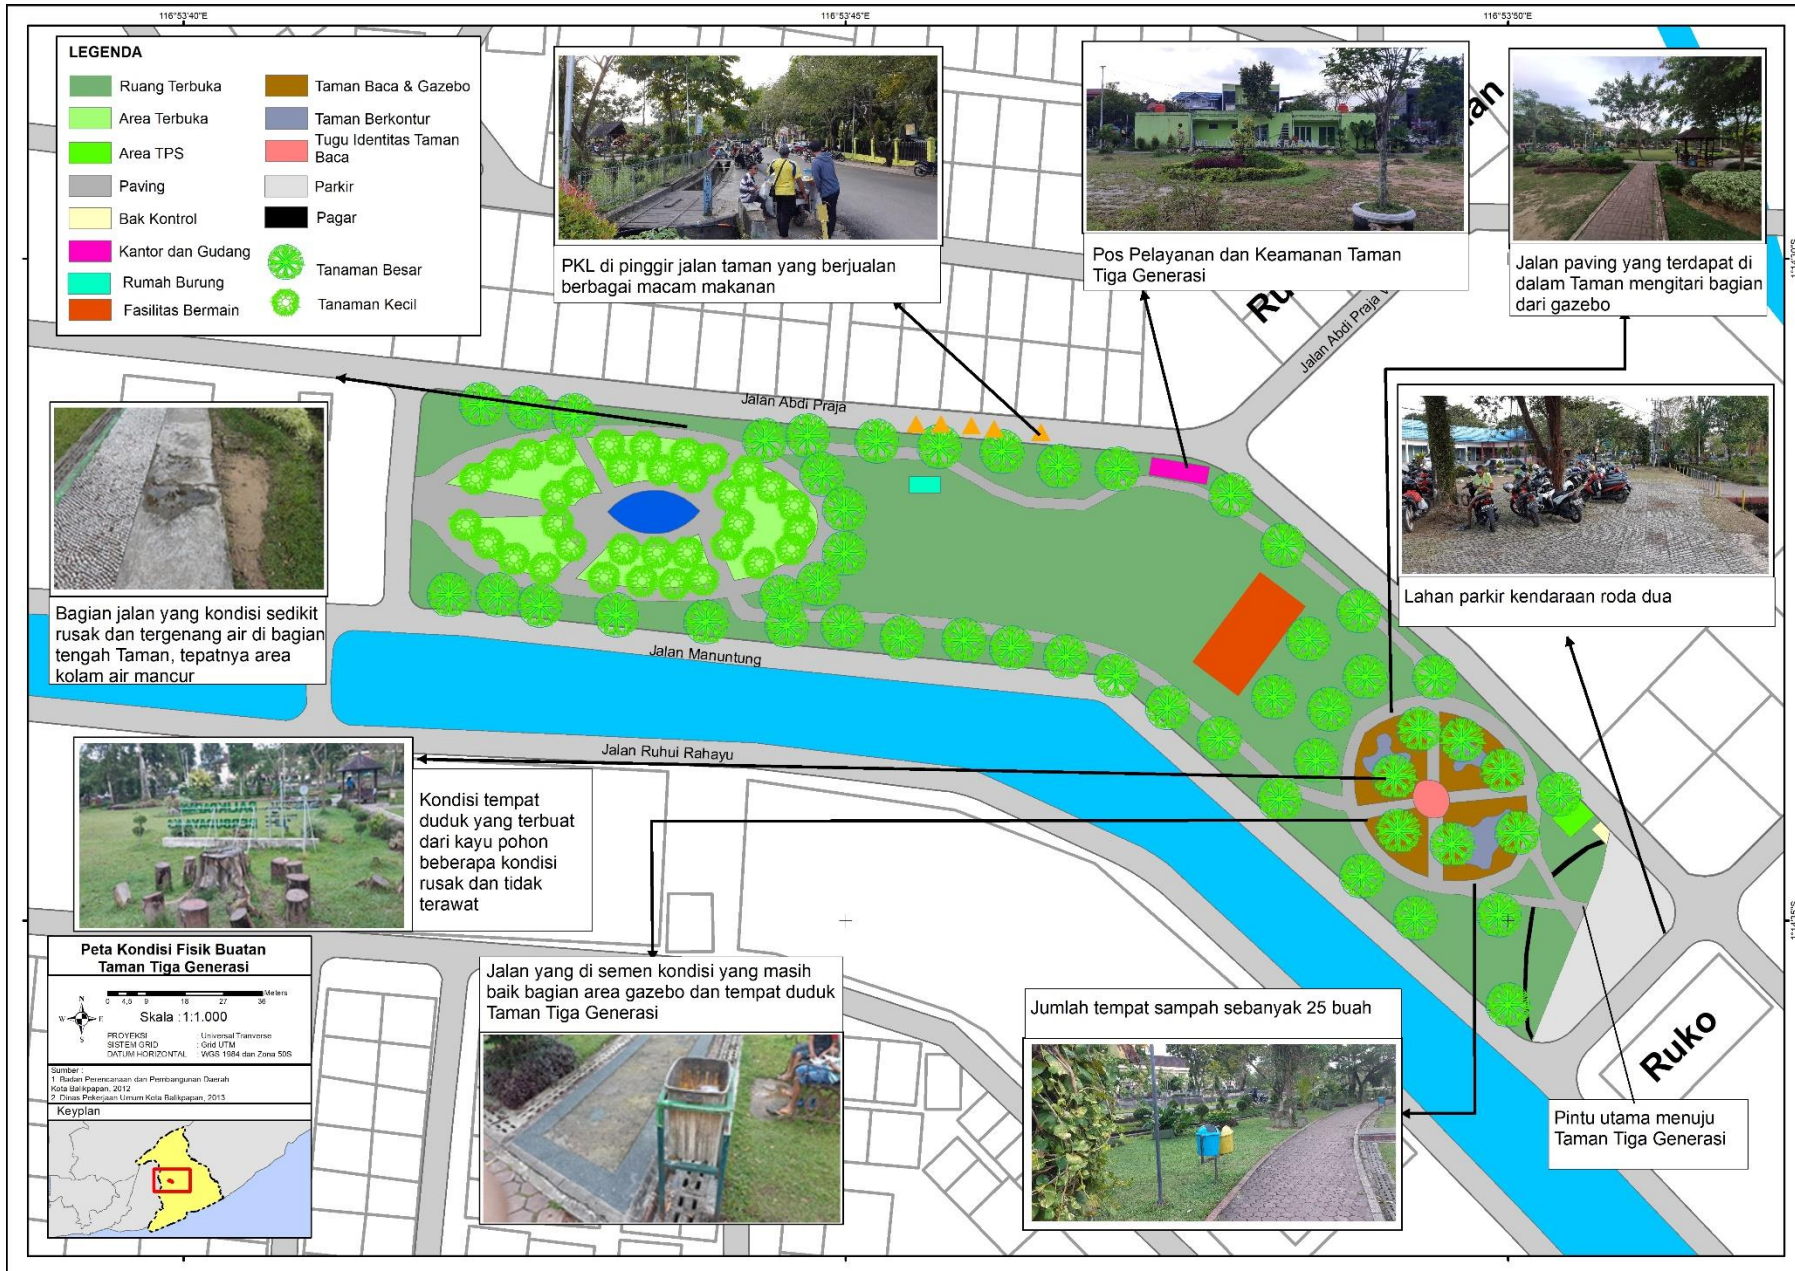 116°53'40"E
116°53'45"E
116°53'50"E
LEGENDA
Ruang Terbuka
Area Terbuka
Area TPS
Paving
Bak Kontrol
Kantor dan Gudang
Rumah Burung
Fasilitas Bermain
Taman Baca & Gazebo
Taman Berkontur
Tugu Identitas Taman
Baca
Parkir
Pagar
Tanaman Besar
Tanaman Kecil
PKL di pinggir jalan taman yang berjualan
berbagai macam makanan
Pos Pelayanan dan Keamanan Taman
Tiga Generasi
Jalan paving yang terdapat di
dalam Taman mengitari bagian
dari gazebo
Jalan Abdi Praja
Jalan Abdi Praja
Lahan parkir kendaraan roda dua
Bagian jalan yang kondisi sedikit
rusak dan tergenang air di bagian
tengah Taman, tepatnya area
kolam air mancur
Jalan Manuntung
Jalan Ruhui Rahayu
Kondisi tempat
duduk yang terbuat
dari kayu pohon
beberapa kondisi
rusak dan tidak
terawat
Jalan yang di semen kondisi yang masih
baik bagian area gazebo dan tempat duduk
Taman Tiga Generasi
Jumlah tempat sampah sebanyak 25 buah
Ruko
Pintu utama menuju
Taman Tiga Generasi
Peta Kondisi Fisik Buatan
Taman Tiga Generasi
N
W E
S
0 4,5 9 18 27 36
Meters
Skala :1:1.000
PROYEKSI : Universal Tranverse
SISTEM GRID : Grid UTM
DATUM HORIZONTAL : WGS 1984 dan Zona 50S
Sumber :
1. Badan Perencanaan dan Pembangunan Daerah
Kota Balikpapan, 2012
2. Dinas Pekerjaan Umum Kota Balikpapan, 2013
Keyplan